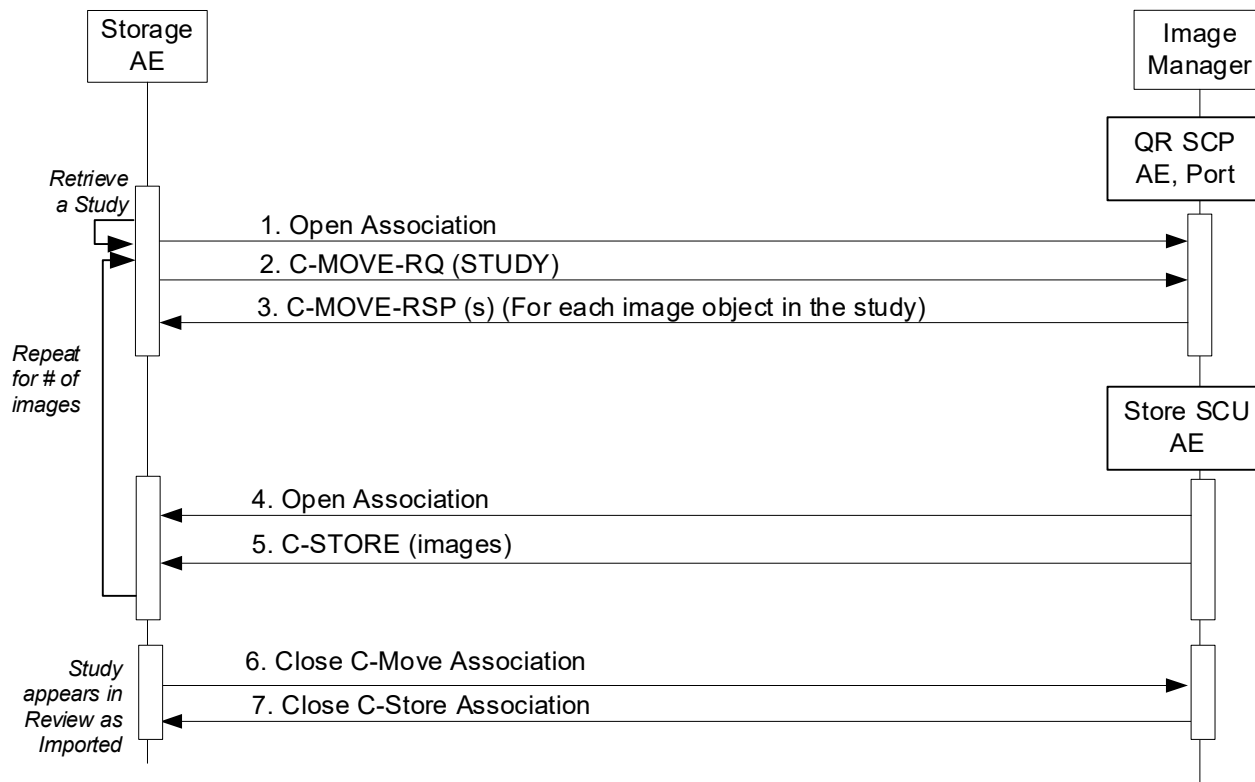 Storage
AE
Image
Manager
QR SCP
AE, Port
Retrieve
a Study
1. Open Association
2. C-MOVE-RQ (STUDY)
3. C-MOVE-RSP (s) (For each image object in the study)
Repeat
for # of
images
Store SCU
AE
4. Open Association
5. C-STORE (images)
6. Close C-Move Association
Study
appears in
Review as
Imported
7. Close C-Store Association